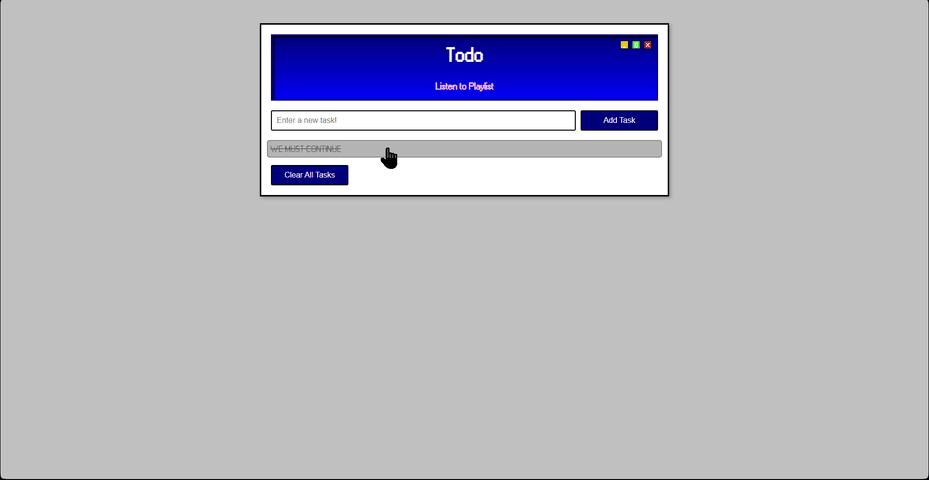 Todo
Listen to Playlist
Enter a new task!
Add Task
WE MUST CONTINUE
Clear All Tasks